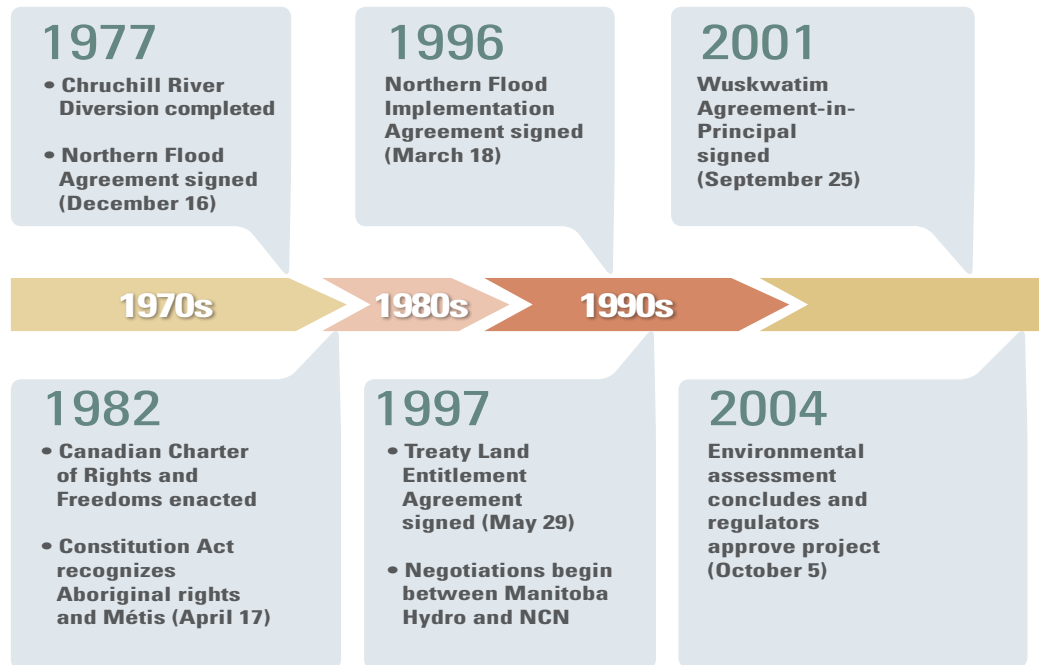 1977
• Chruchill River
Diversion completed
• Northern Flood
Agreement signed
(December 16)
1996
Northern Flood
Implementation
Agreement signed
(March 18)
2001
Wuskwatim
Agreement-in-
Principal
signed
(September 25)
1970s
1980s
1990s
1982
• Canadian Charter
of Rights and
Freedoms enacted
• Constitution Act
recognizes
Aboriginal rights
and Métis (April 17)
1997
• Treaty Land
Entitlement
Agreement
signed (May 29)
• Negotiations begin
between Manitoba
Hydro and NCN
2004
Environmental
assessment
concludes and
regulators
approve project
(October 5)